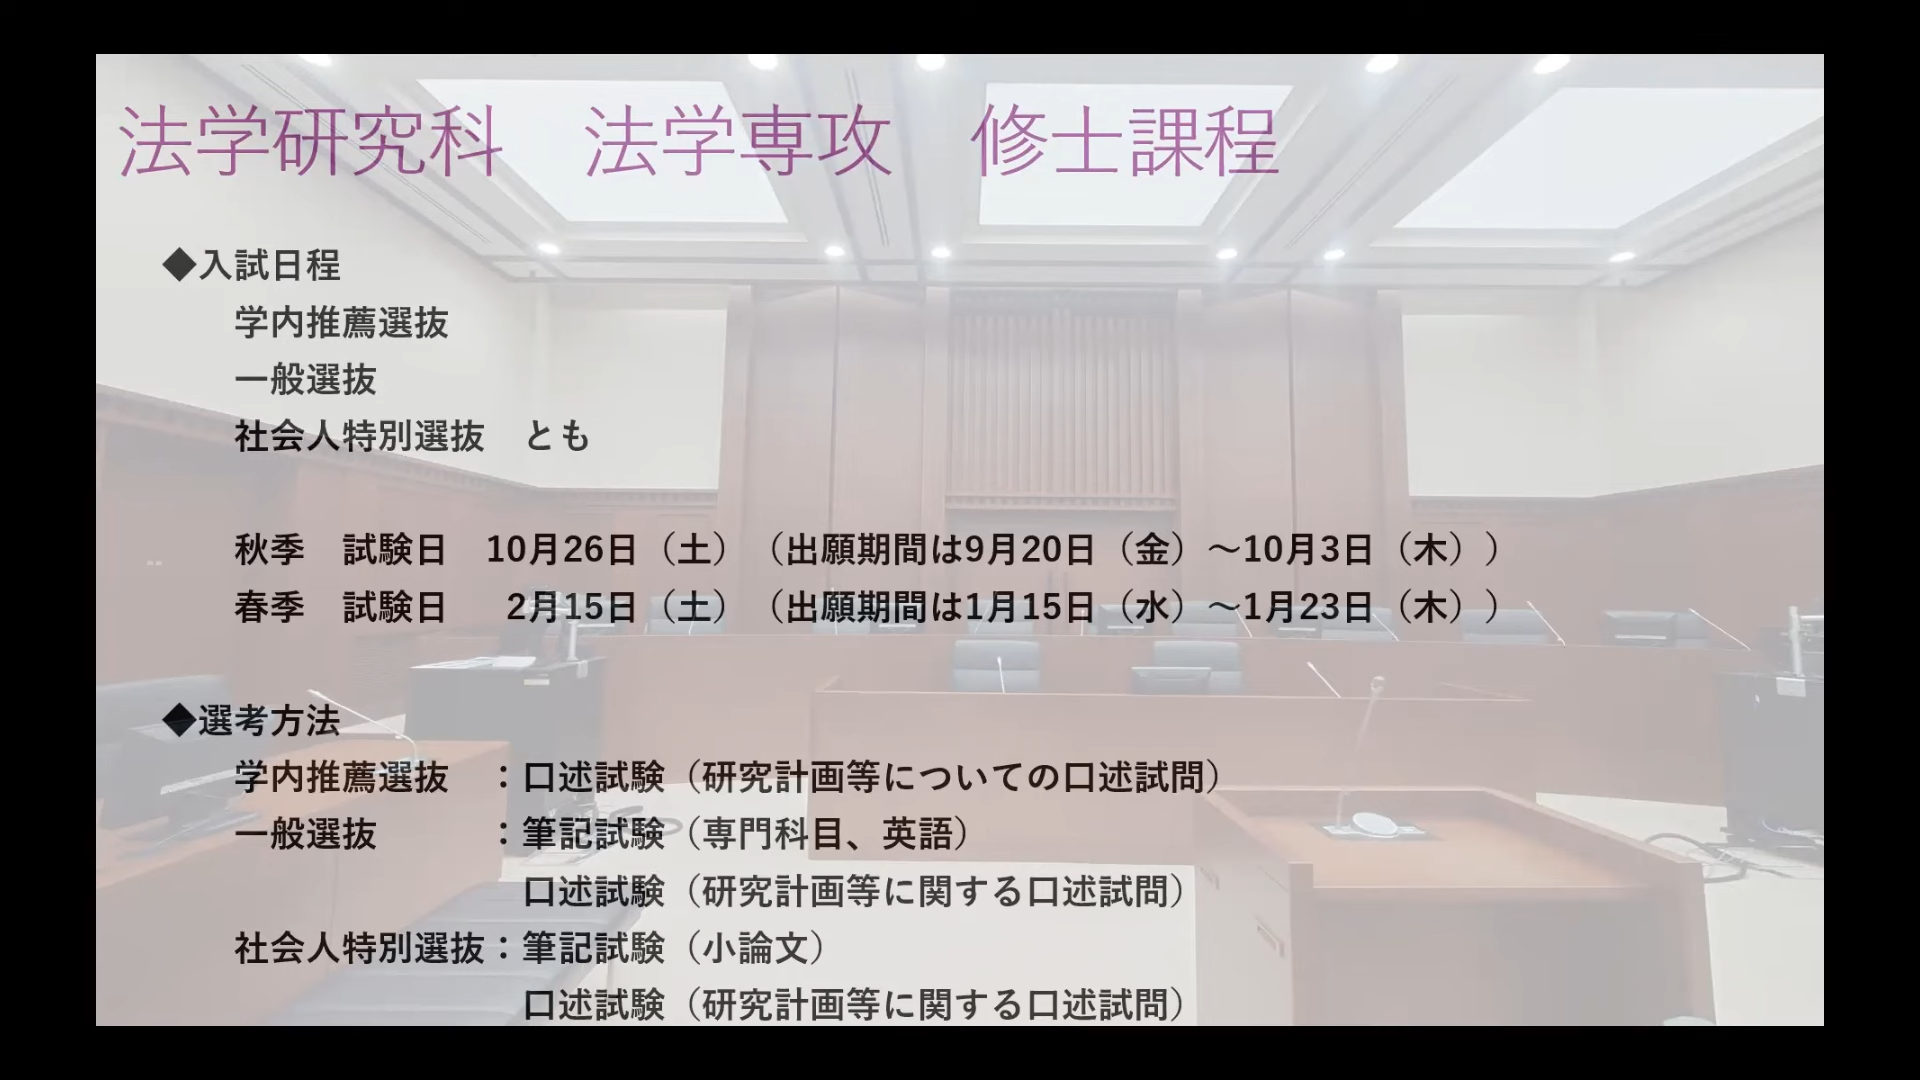 法学研究科　法学専攻　修士課程
◆入試日程
学内推薦選抜
一般選抜
社会人特別選抜　とも
秋季　試験日　10月26日（土）（出願期間は9月20日（金）～10月3日（木））
春季　試験日　2月15日（土）（出願期間は1月15日（水）～1月23日（木））
◆選考方法
学内推薦選抜　：口述試験（研究計画等についての口述試問）
一般選抜　　　：筆記試験（専門科目、英語）
口述試験（研究計画等に関する口述試問）
社会人特別選抜：筆記試験（小論文）
口述試験（研究計画等に関する口述試問）